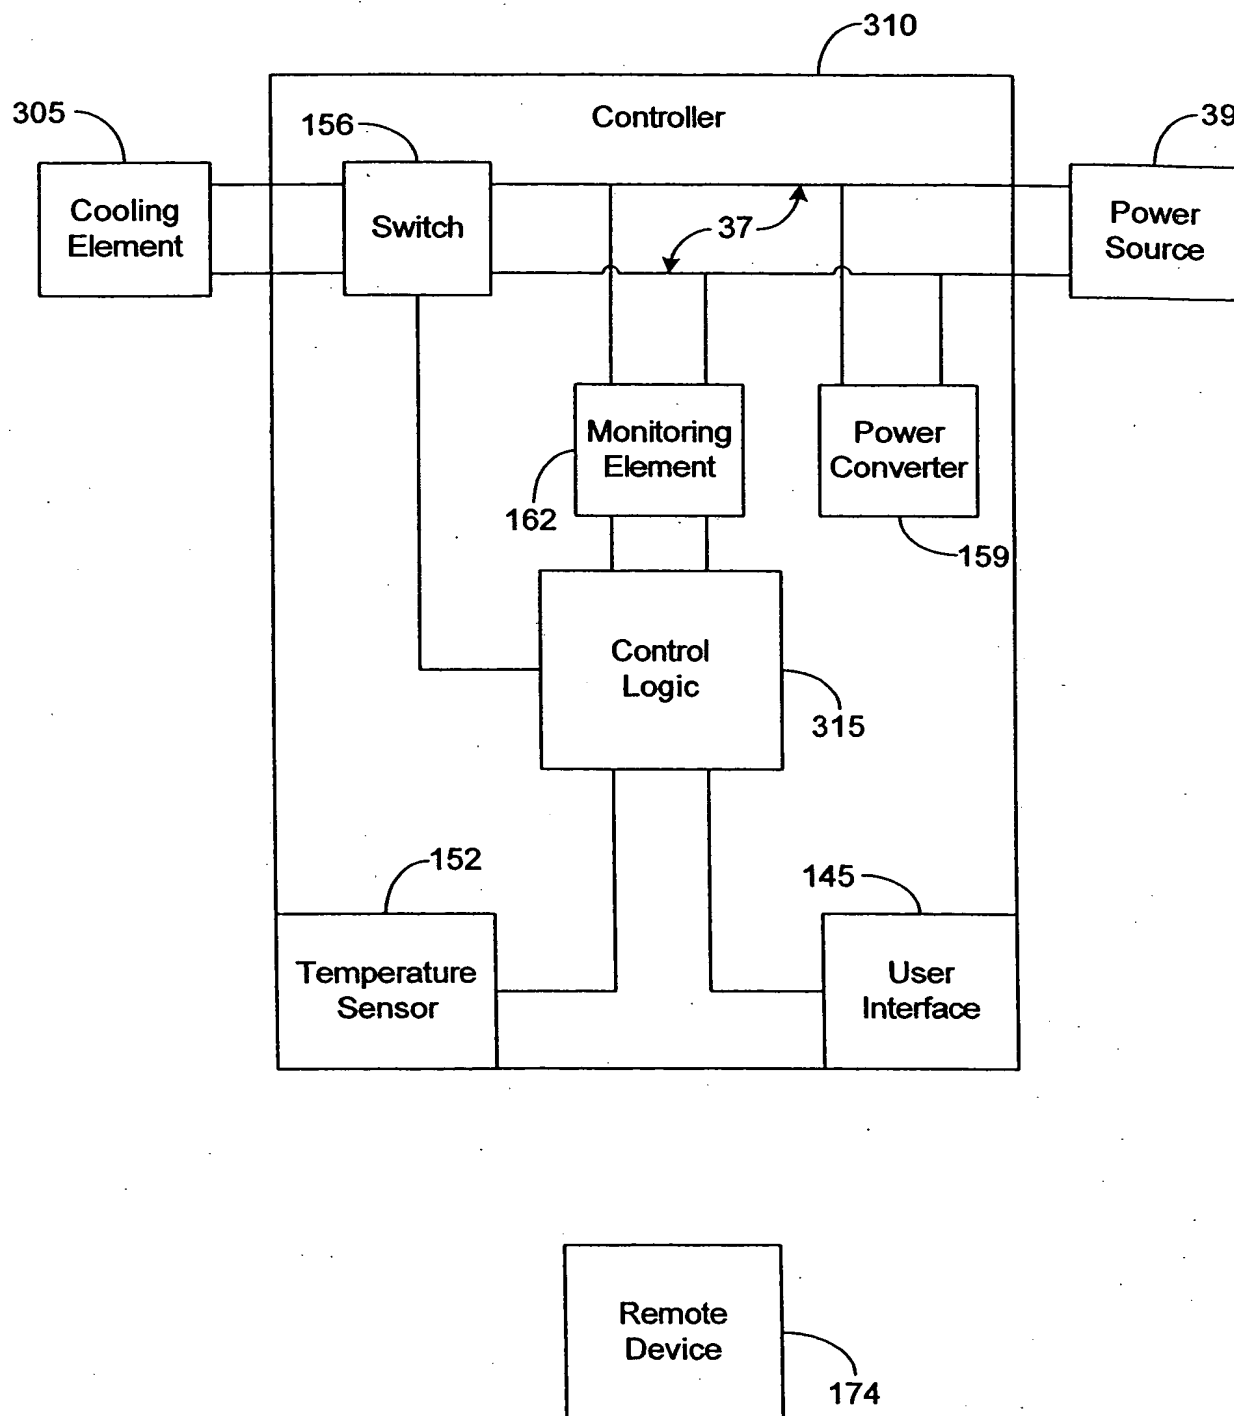 310
305
156
Controller
39
Cooling
Element
Switch
37
Power
Source
Monitoring
Element
Power
Converter
162
159
Control
Logic
315
152
145
Temperature
Sensor
User
Interface
Remote
Device
174